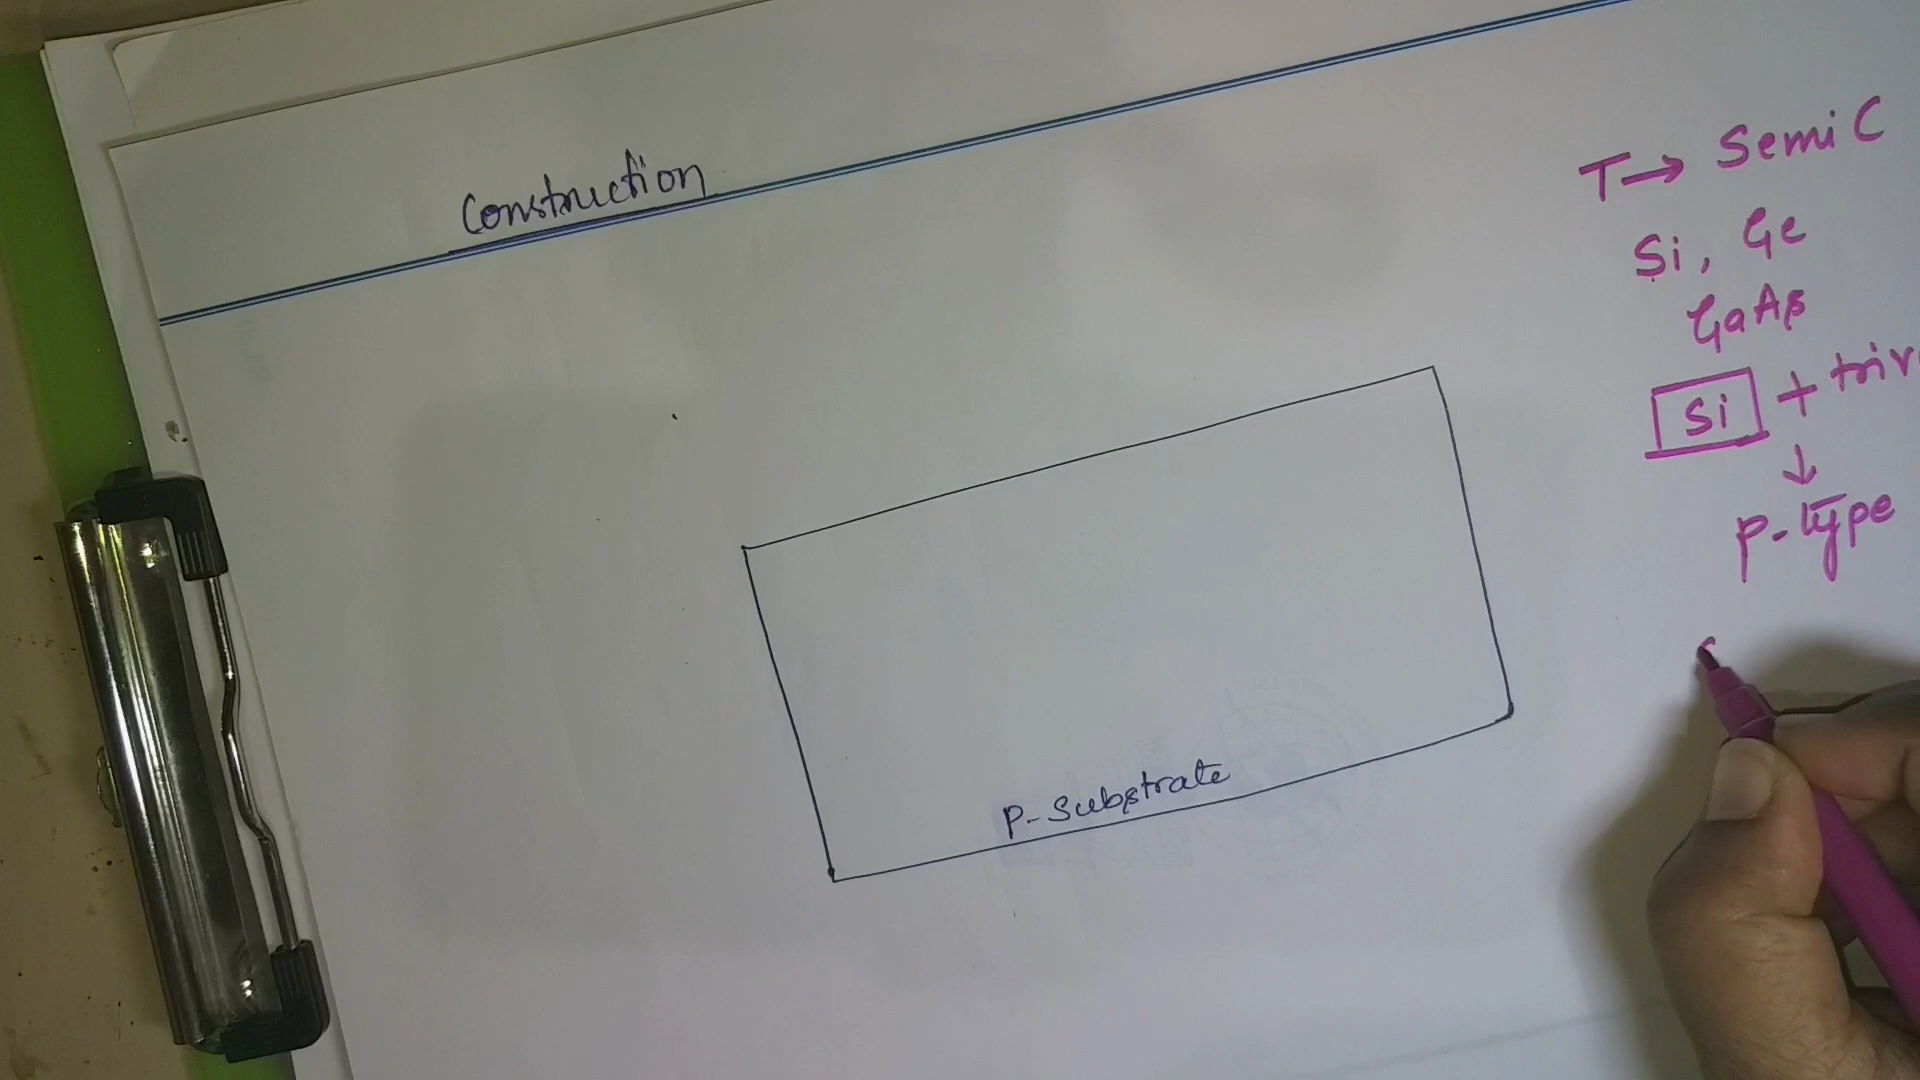 Construction
T→ Semi C
Si, Ge
GaAs
Si + triv
↓
P-type
P-Substrate